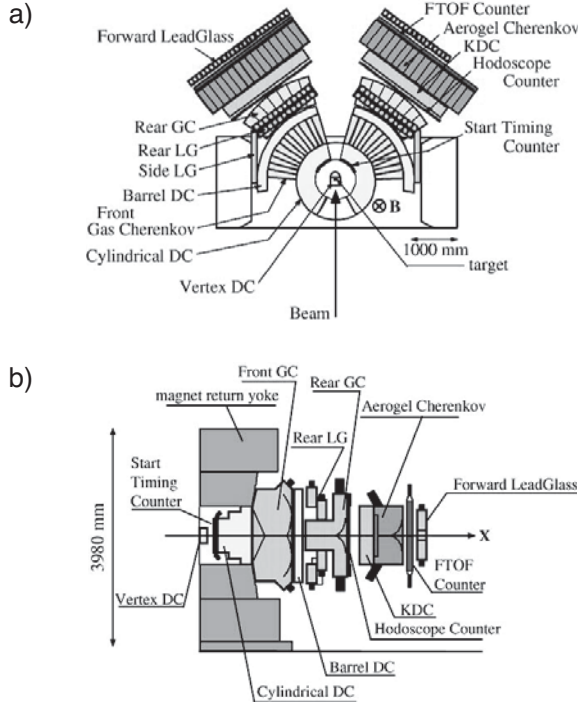 a)
FTOF Counter
Aerogel Cherenkov
KDC
Hodoscope
Counter
Forward LeadGlass
Rear GC
Rear LG
Side LG
Barrel DC
Front
Gas Cherenkov
Cylindrical DC
Vertex DC
Start Timing
Counter
B
1000 mm
target
Beam
b)
Front GC
Rear GC
magnet return yoke
Aerogel Cherenkov
Rear LG
Start
Timing
Counter
Forward LeadGlass
3980 mm
X
Vertex DC
FTOF
Counter
KDC
Hodoscope Counter
Barrel DC
Cylindrical DC